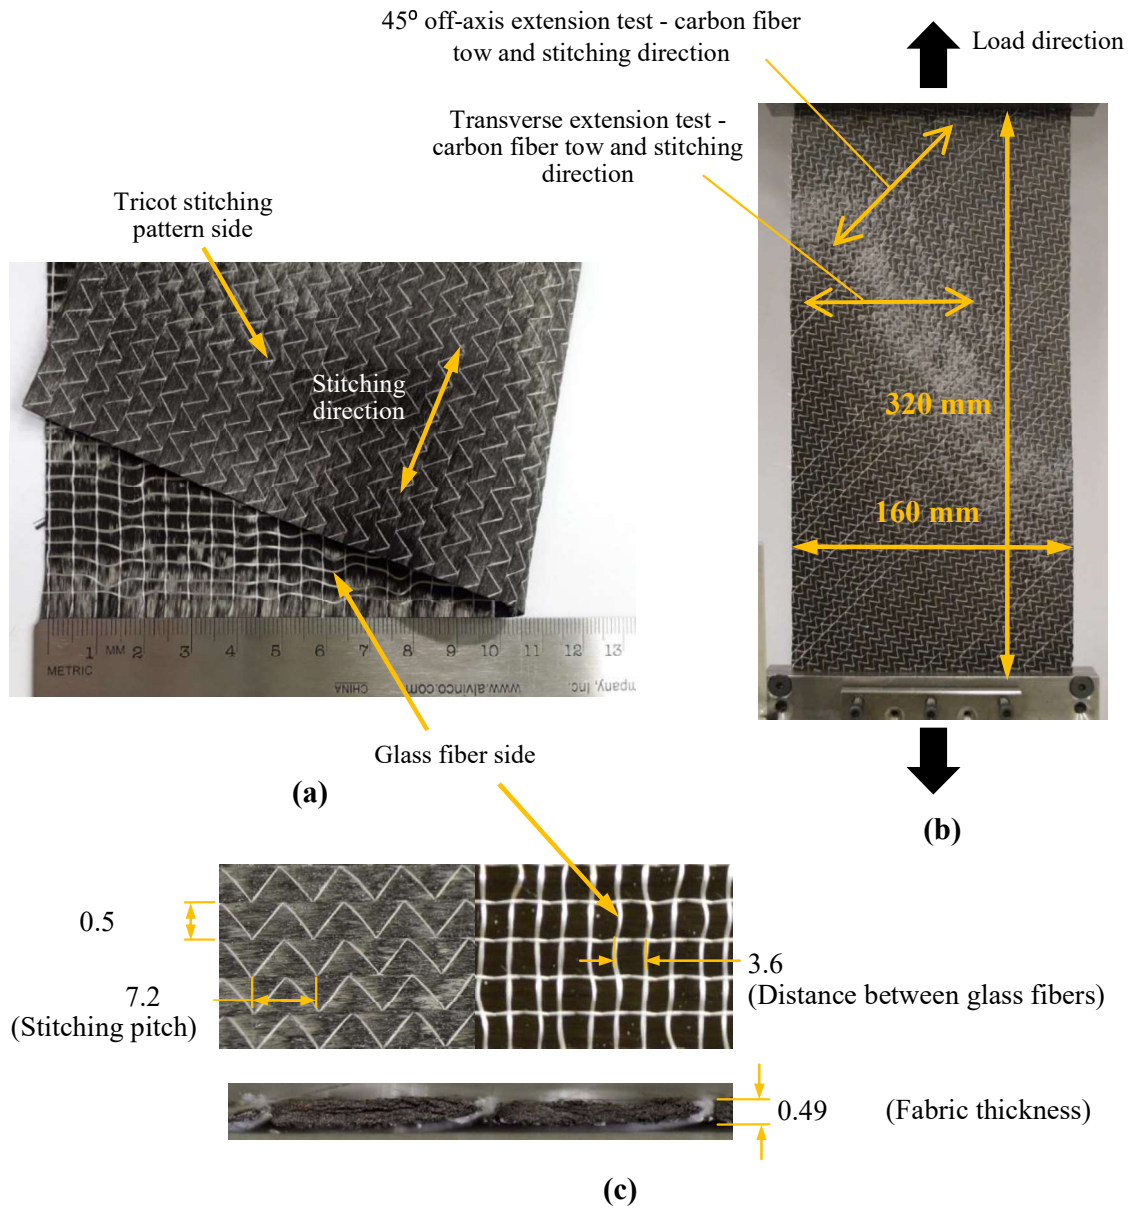 45⁰ off-axis extension test - carbon fiber
tow and stitching direction
Load direction
Transverse extension test -
carbon fiber tow and stitching
direction
Tricot stitching
pattern side
Stitching
direction
320 mm
160 mm
1 MM 2 3 4 5 6 7 8 9 10 11 12 13
METRIC
CHINA
www.alvinco.com
mpany, Inc.
Glass fiber side
(a)
(b)
0.5
7.2
(Stitching pitch)
3.6
(Distance between glass fibers)
0.49
(Fabric thickness)
(c)